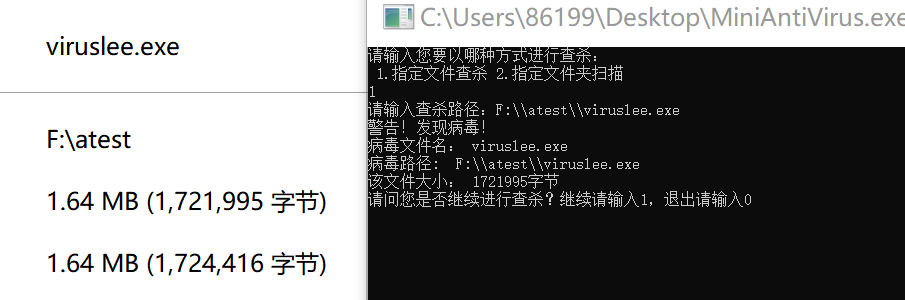 viruslee.exe
F:\atest
1.64 MB (1,721,995 字节)
1.64 MB (1,724,416 字节)
C:\Users\86199\Desktop\MiniAntiVirus.exe
请输入您要以哪种方式进行查杀：
1.指定文件查杀 2.指定文件夹扫描
1
请输入查杀路径：F:\\atest\\viruslee.exe
警告！发现病毒！
病毒文件名： viruslee.exe
病毒路径： F:\\atest\\viruslee.exe
该文件大小： 1721995字节
请问您是否继续进行查杀？继续请输入1，退出请输入0